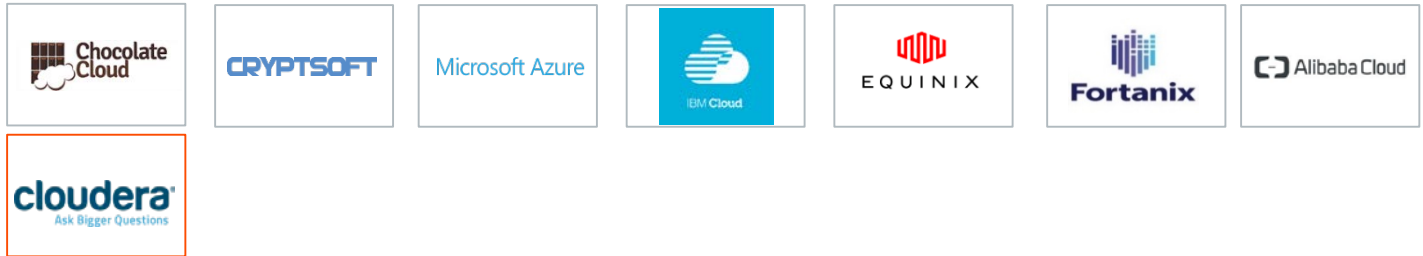 Chocolate
Cloud
CRYPTSOFT
Microsoft Azure
IBM Cloud
EQUINIX
Fortanix
Alibaba Cloud
cloudera
Ask Bigger Questions